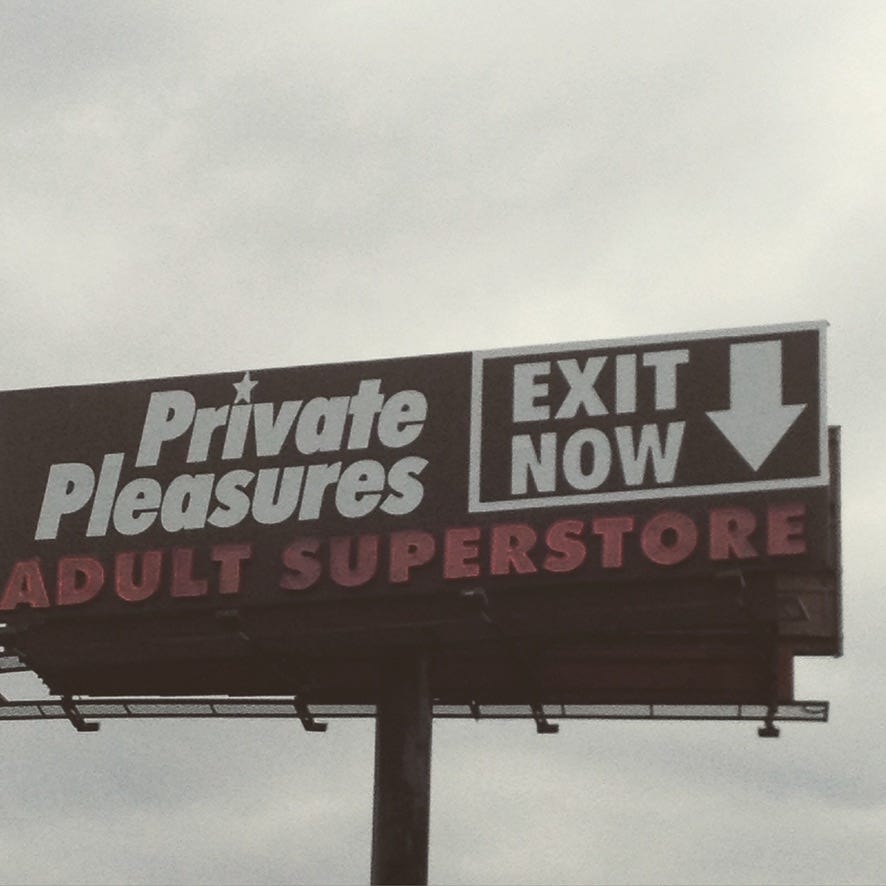 Private
Pleasures
EXIT
NOW
ADULT SUPERSTORE